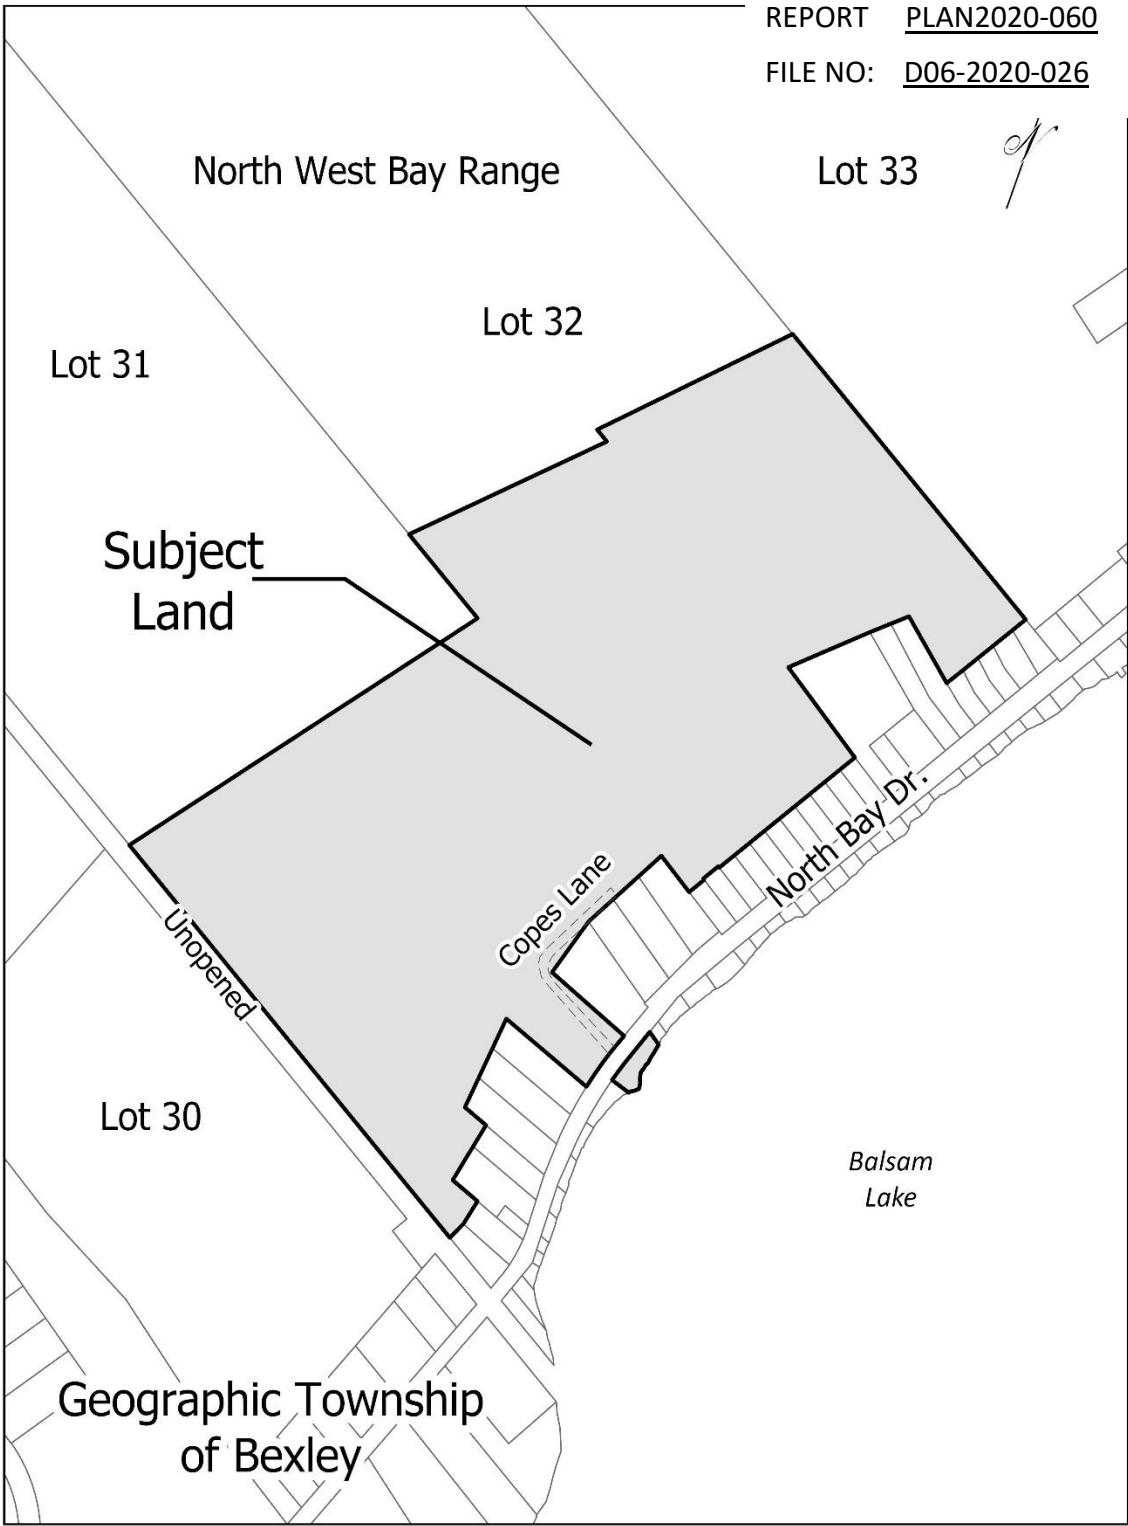 REPORT PLAN2020-060
FILE NO: D06-2020-026
N
North West Bay Range
Lot 33
Lot 32
Lot 31
Subject
Land
North Bay Dr.
Copes Lane
Unopened
Lot 30
Balsam
Lake
Geographic Township
of Bexley